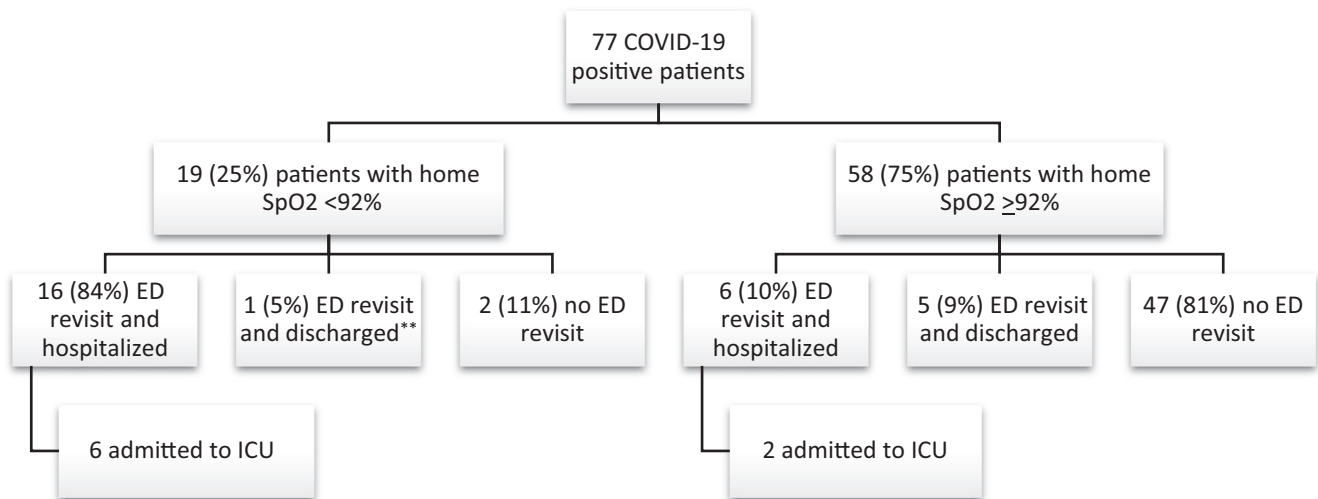 77 COVID-19
positive patients
19 (25%) patients with home
SpO2 <92%
58 (75%) patients with home
SpO2 >92%
16 (84%) ED
revisit and
hospitalized
1 (5%) ED revisit
and discharged**
2 (11%) no ED
revisit
6 (10%) ED
revisit and
hospitalized
5 (9%) ED revisit
and discharged
47 (81%) no ED
revisit
6 admitted to ICU
2 admitted to ICU